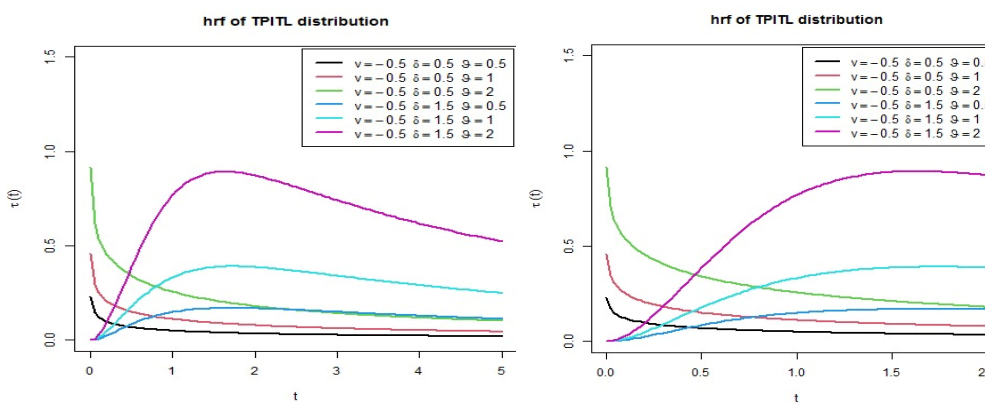 hrf of TPITL distribution
τ (t)
1.5
1.0
0.5
0.0
v = −0.5 δ = 0.5 ϑ = 0.5
v = −0.5 δ = 0.5 ϑ = 1
v = −0.5 δ = 0.5 ϑ = 2
v = −0.5 δ = 1.5 ϑ = 0.5
v = −0.5 δ = 1.5 ϑ = 1
v = −0.5 δ = 1.5 ϑ = 2
0 1 2 3 4 5
t
hrf of TPITL distribution
τ (t)
1.5
1.0
0.5
0.0
v = −0.5 δ = 0.5 ϑ = 0.
v = −0.5 δ = 0.5 ϑ = 1
v = −0.5 δ = 0.5 ϑ = 2
v = −0.5 δ = 1.5 ϑ = 0.
v = −0.5 δ = 1.5 ϑ = 1
v = −0.5 δ = 1.5 ϑ = 2
0.0 0.5 1.0 1.5 2
t